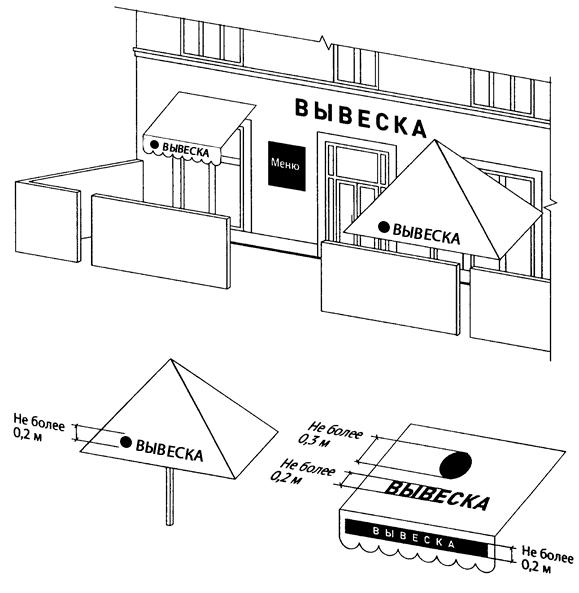 ВЫВЕСКА
ВЫВЕСКА
Меню
ВЫВЕСКА
Не более
0,2 м
ВЫВЕСКА
Не более
0,3 м
Не более
0,2 м
ВЫВЕСКА
ВЫВЕСКА
Не более
0,2 м